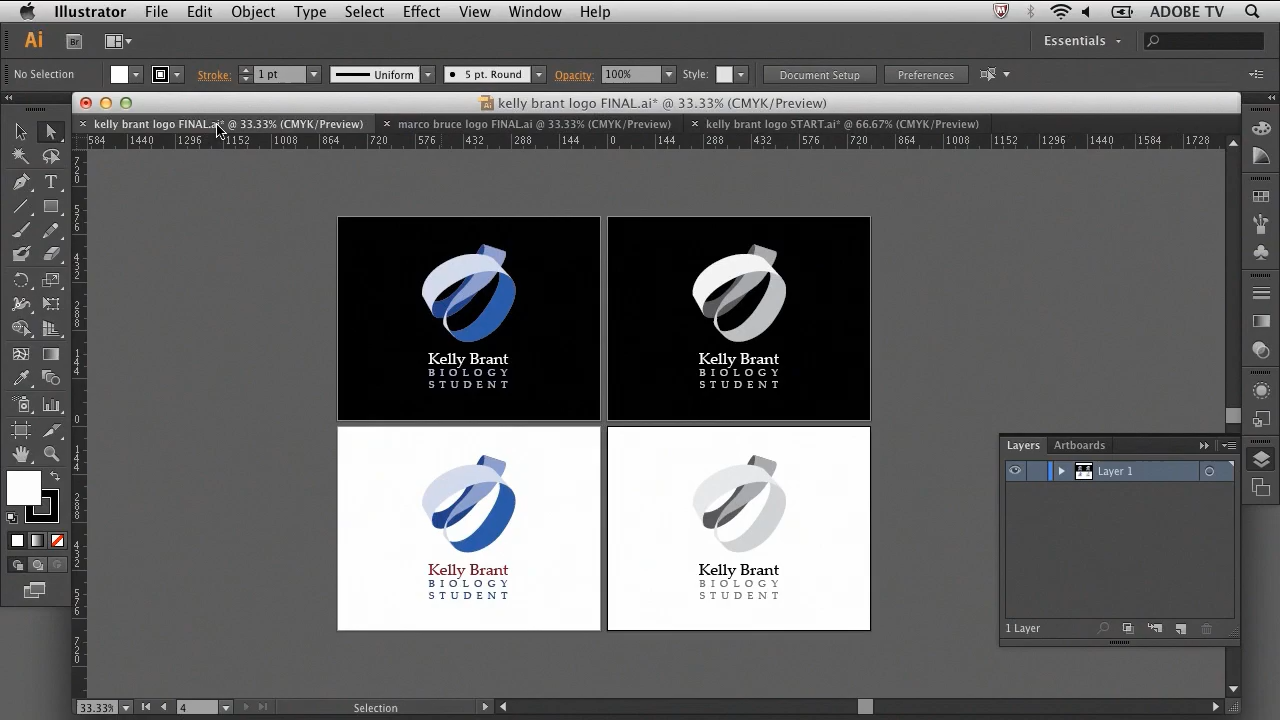 Illustrator File Edit Object Type Select Effect View Window Help ADOBE TV
Ai Br Essentials
No Selection Stroke: 1 pt Uniform 5 pt. Round Opacity: 100% Style: Document Setup Preferences
kelly brant logo FINAL.ai* @ 33.33% (CMYK/Preview)
× kelly brant logo FINAL.ai* @ 33.33% (CMYK/Preview) × marco bruce logo FINAL.ai @ 33.33% (CMYK/Preview) × kelly brant logo START.ai* @ 66.67% (CMYK/Preview)
584 1440 1296 1152 1008 864 720 576 432 288 144 0 144 288 432 576 720 864 1008 1152 1296 1440 1584 1728
Kelly Brant
BIOLOGY
STUDENT
Kelly Brant
BIOLOGY
STUDENT
Kelly Brant
BIOLOGY
STUDENT
Kelly Brant
BIOLOGY
STUDENT
Layers Artboards
Layer 1
1 Layer
33.33% 4 Selection